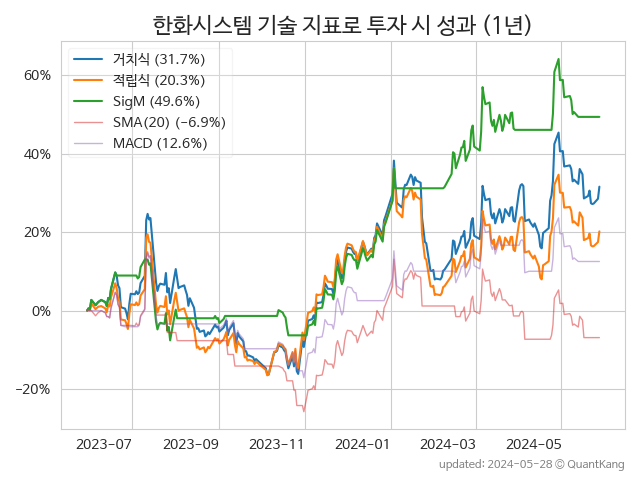 한화시스템 기술 지표로 투자 시 성과 (1년)
거치식 (31.7%)
적립식 (20.3%)
SigM (49.6%)
SMA(20) (−6.9%)
MACD (12.6%)
60%
40%
20%
0%
−20%
2023-07 2023-09 2023-11 2024-01 2024-03 2024-05
updated: 2024-05-28 © QuantKang